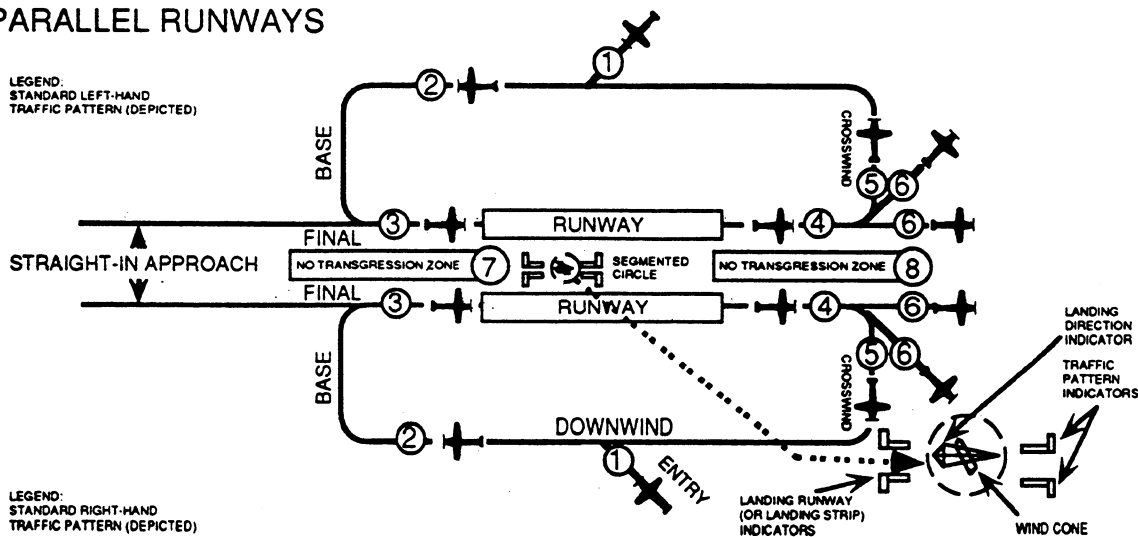 PARALLEL RUNWAYS
LEGEND:
STANDARD LEFT-HAND
TRAFFIC PATTERN (DEPICTED)
1
2
BASE
CROSSWIND
5
6
3
RUNWAY
4
6
FINAL
STRAIGHT-IN APPROACH
NO TRANSGRESSION ZONE
7
SEGMENTED
CIRCLE
NO TRANSGRESSION ZONE
8
FINAL
3
RUNWAY
4
6
BASE
5
6
CROSSWIND
2
DOWNWIND
1
ENTRY
LANDING
DIRECTION
INDICATOR
TRAFFIC
PATTERN
INDICATORS
LANDING RUNWAY
(OR LANDING STRIP)
INDICATORS
WIND CONE
LEGEND:
STANDARD RIGHT-HAND
TRAFFIC PATTERN (DEPICTED)